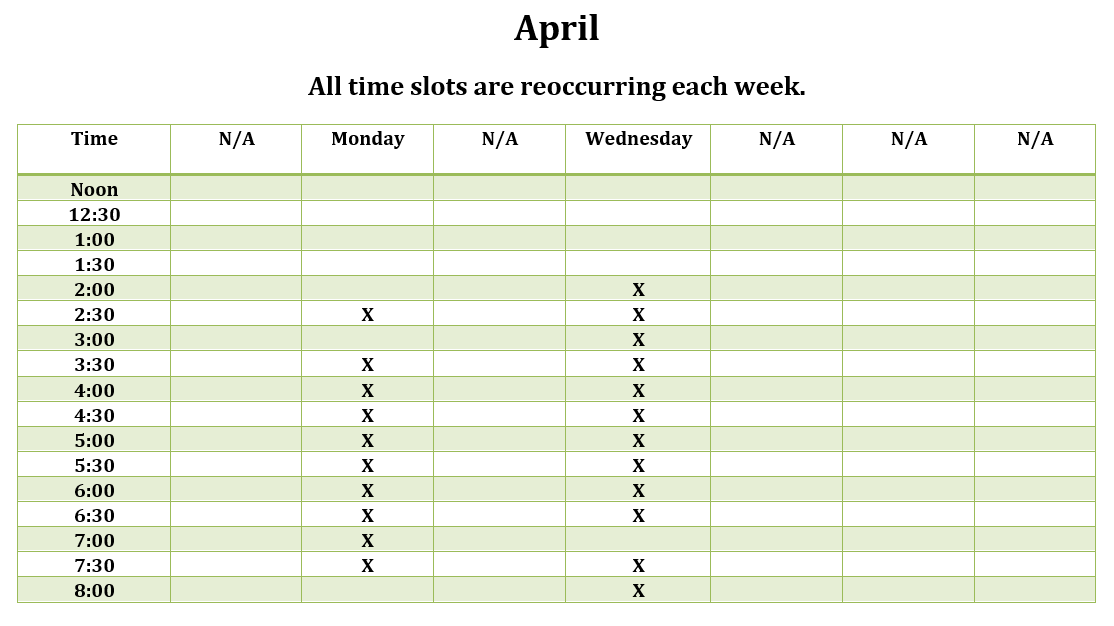 April
All time slots are reoccurring each week.
Time N/A Monday N/A Wednesday N/A N/A N/A
Noon
12:30
1:00
1:30
2:00 X
2:30 X X
3:00 X
3:30 X X
4:00 X X
4:30 X X
5:00 X X
5:30 X X
6:00 X X
6:30 X X
7:00 X
7:30 X X
8:00 X